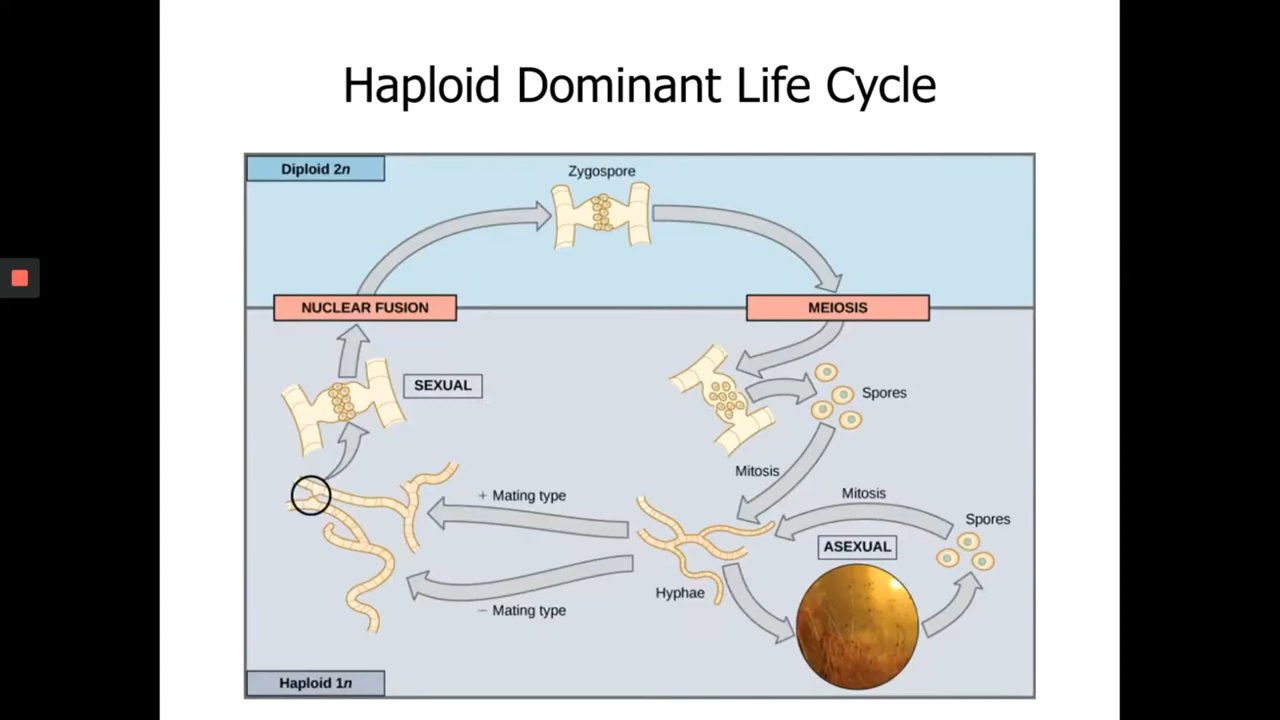 Haploid Dominant Life Cycle
Diploid 2n
Zygospore
NUCLEAR FUSION
MEIOSIS
SEXUAL
Spores
Mitosis
+ Mating type
Mitosis
Spores
ASEXUAL
Hyphae
− Mating type
Haploid 1n